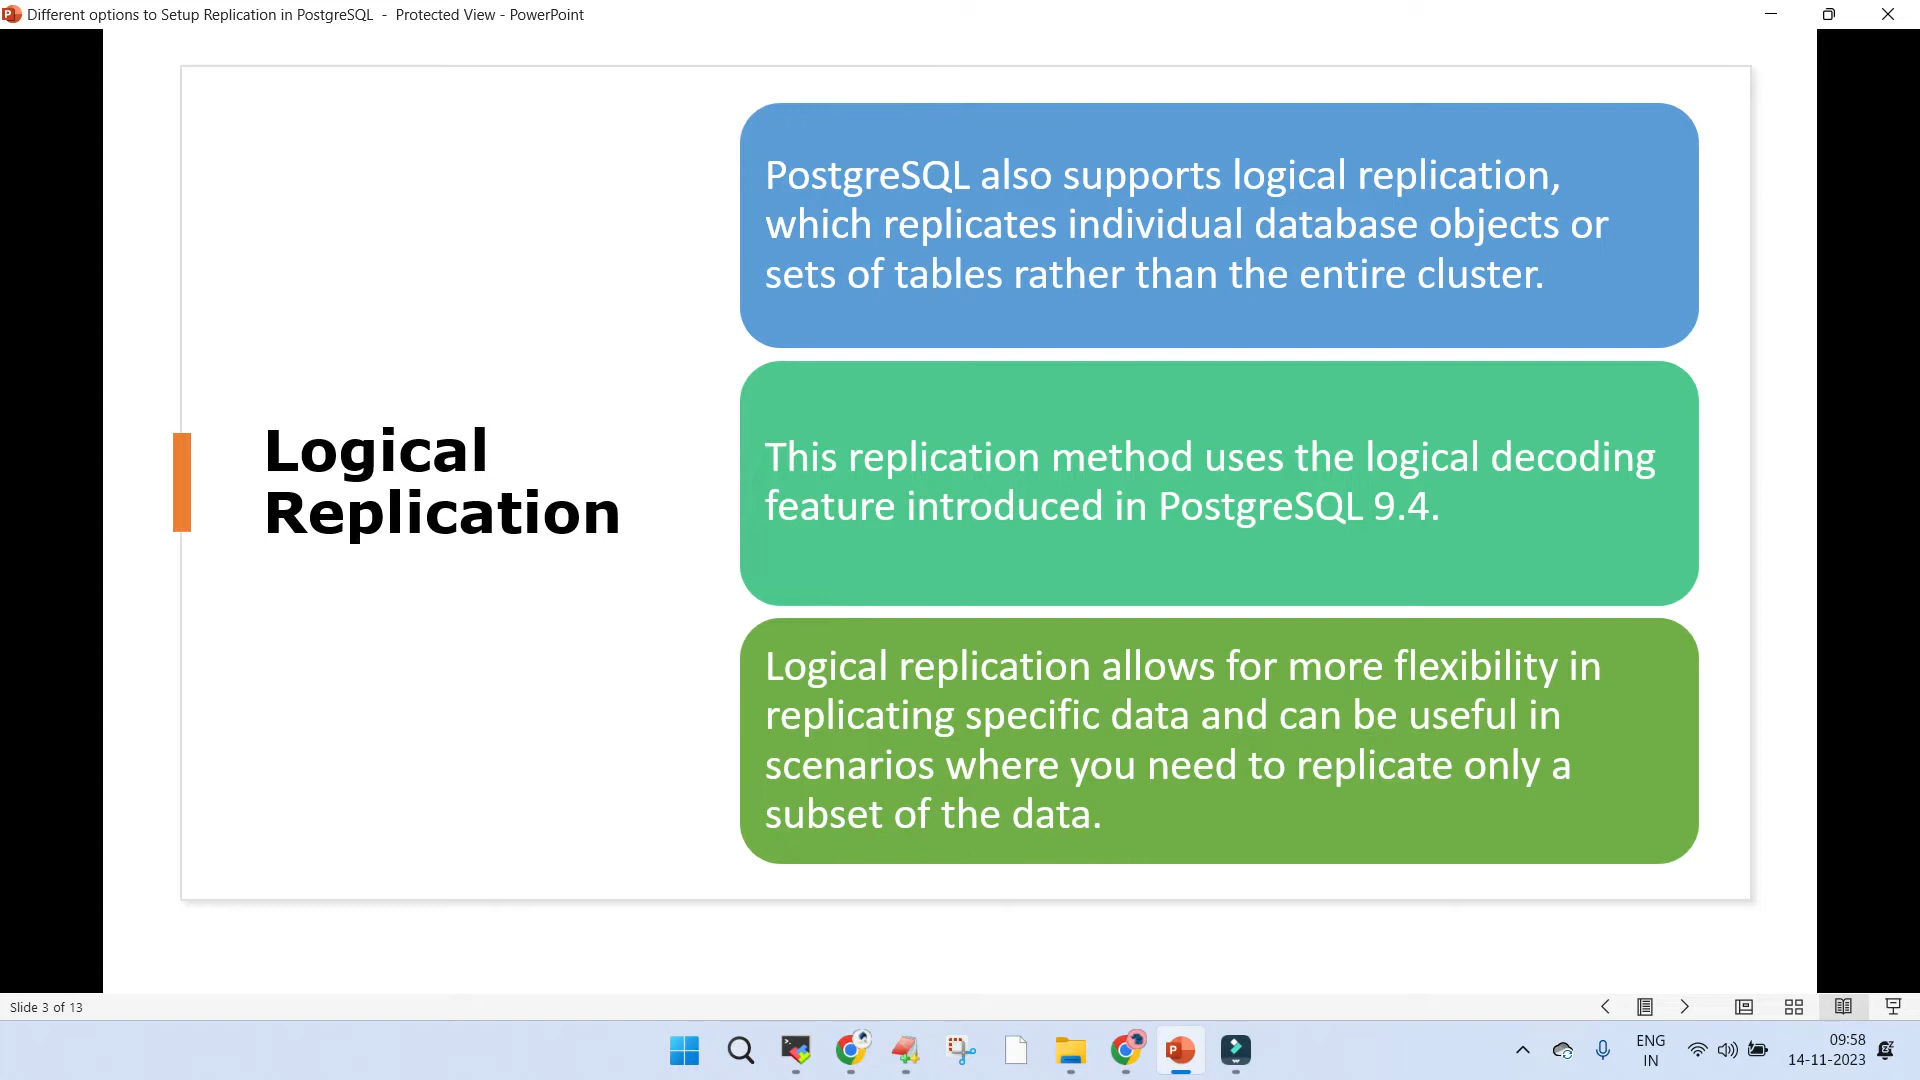 Different options to Setup Replication in PostgreSQL - Protected View - PowerPoint
Logical
Replication
PostgreSQL also supports logical replication,
which replicates individual database objects or
sets of tables rather than the entire cluster.
This replication method uses the logical decoding
feature introduced in PostgreSQL 9.4.
Logical replication allows for more flexibility in
replicating specific data and can be useful in
scenarios where you need to replicate only a
subset of the data.
Slide 3 of 13
ENG
IN
09:58
14-11-2023